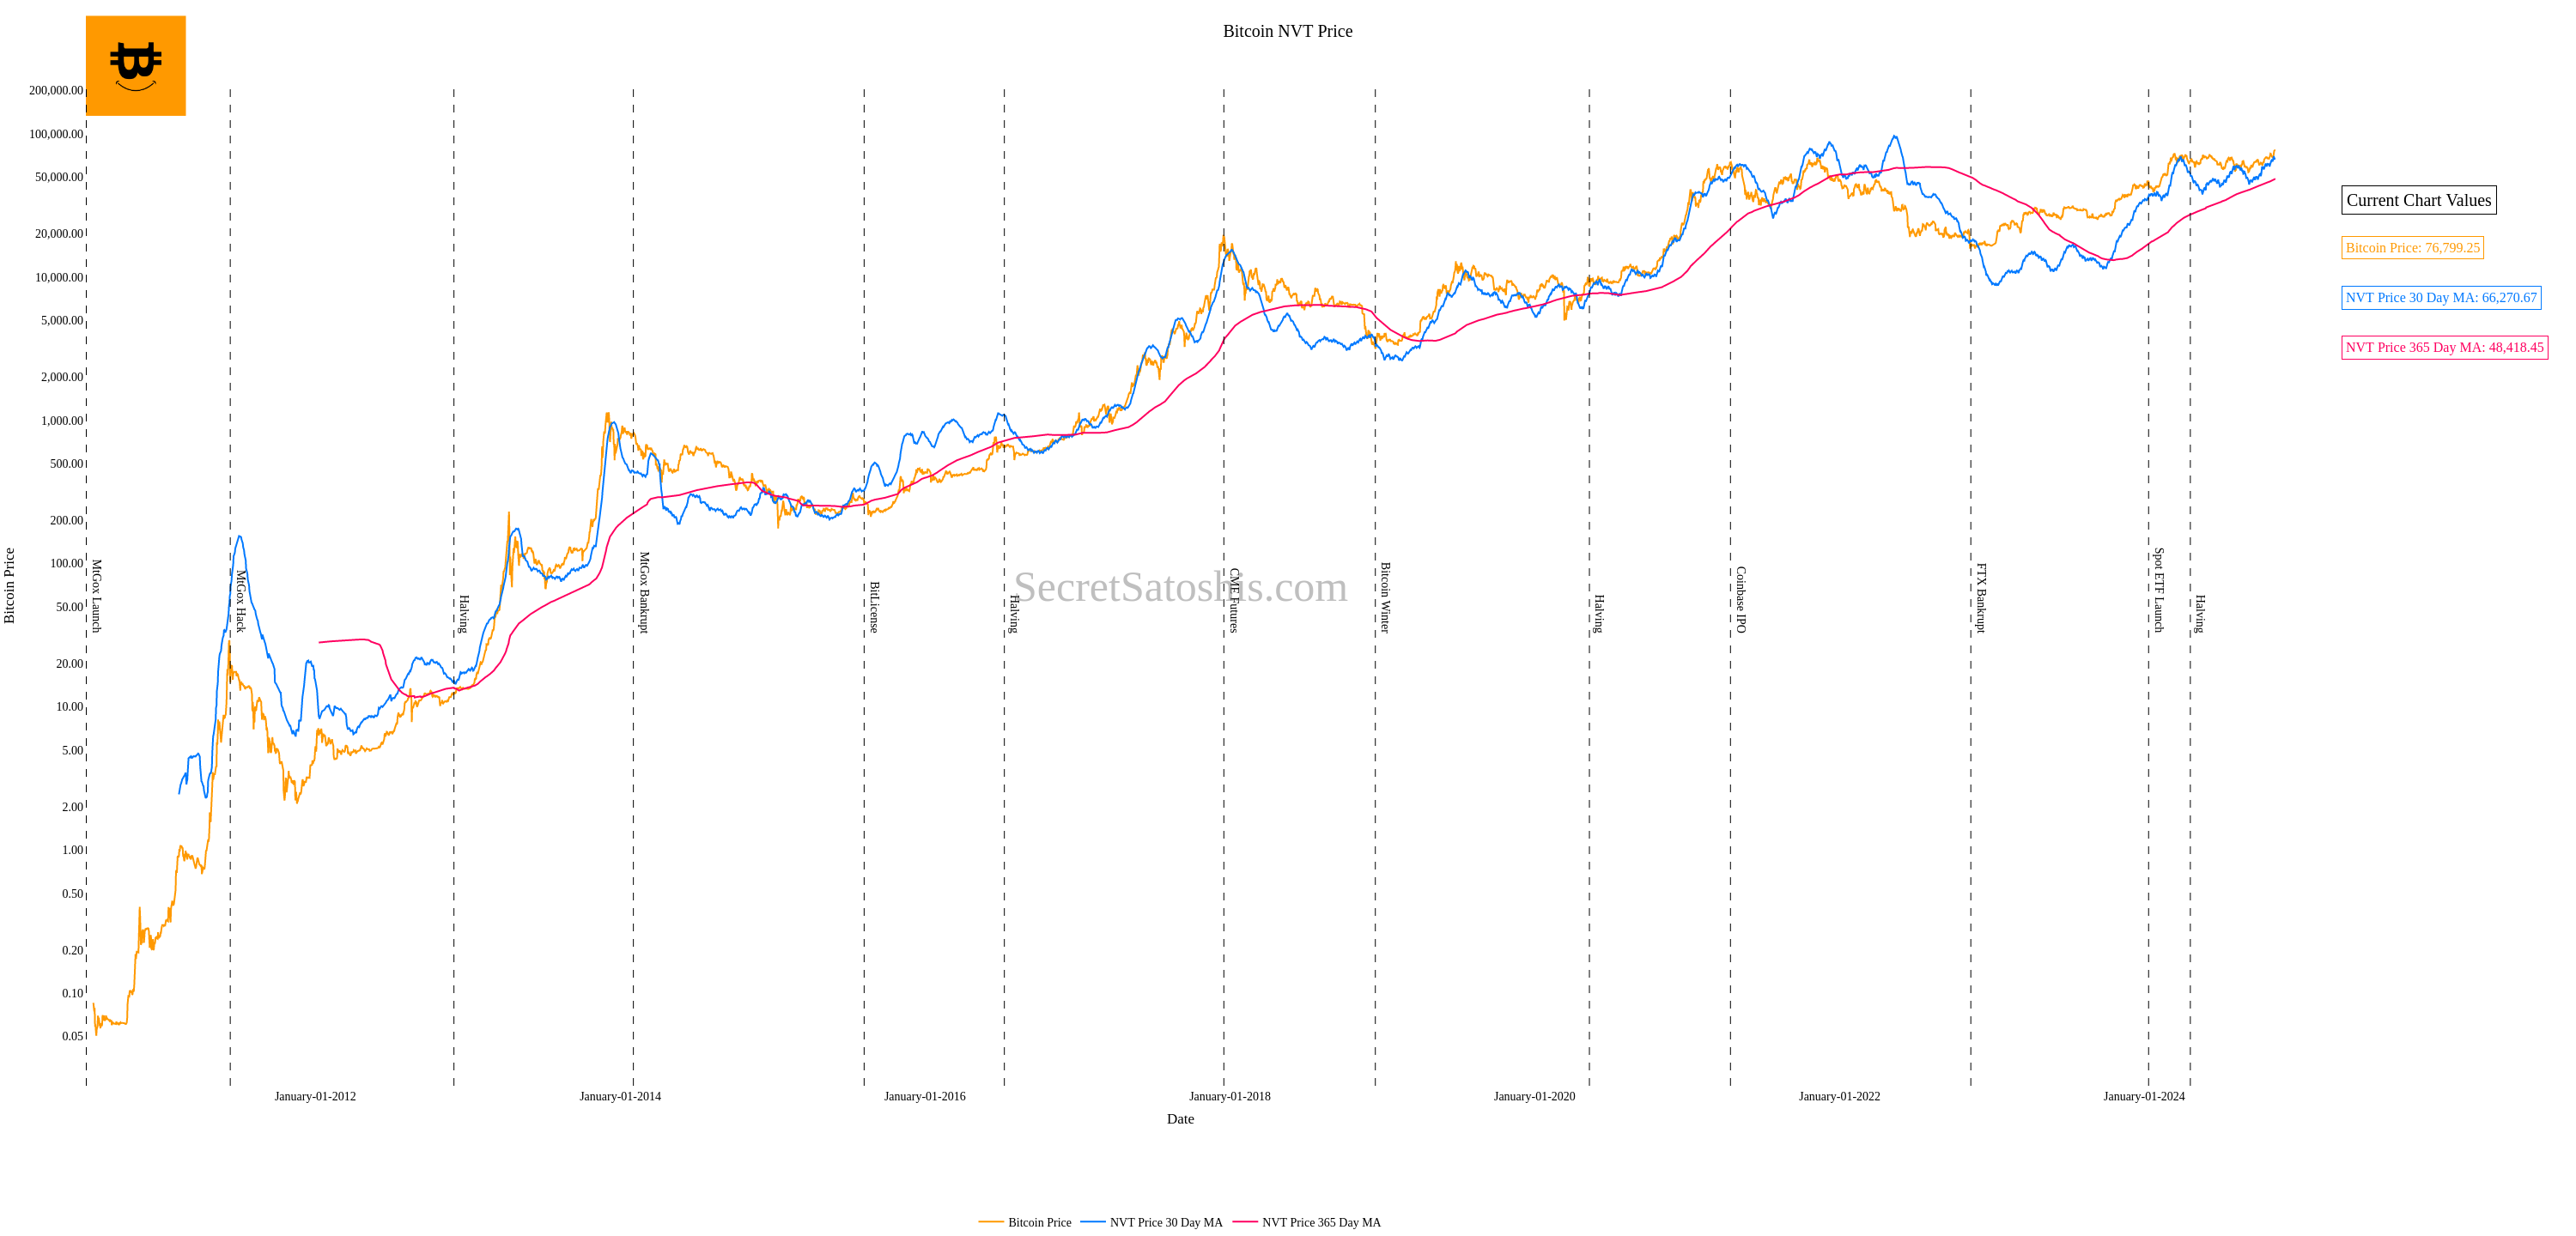 Bitcoin NVT Price
200,000.00
100,000.00
50,000.00
20,000.00
10,000.00
5,000.00
2,000.00
1,000.00
500.00
200.00
100.00
50.00
20.00
10.00
5.00
2.00
1.00
0.50
0.20
0.10
0.05
Bitcoin Price
MtGox Launch
MtGox Hack
Halving
MtGox Bankrupt
BitLicense
Halving
SecretSatoshis.com
CME Futures
Bitcoin Winter
Halving
Coinbase IPO
FTX Bankrupt
Spot ETF Launch
Halving
Current Chart Values
Bitcoin Price: 76,799.25
NVT Price 30 Day MA: 66,270.67
NVT Price 365 Day MA: 48,418.45
January-01-2012
January-01-2014
January-01-2016
January-01-2018
January-01-2020
January-01-2022
January-01-2024
Date
Bitcoin Price
NVT Price 30 Day MA
NVT Price 365 Day MA